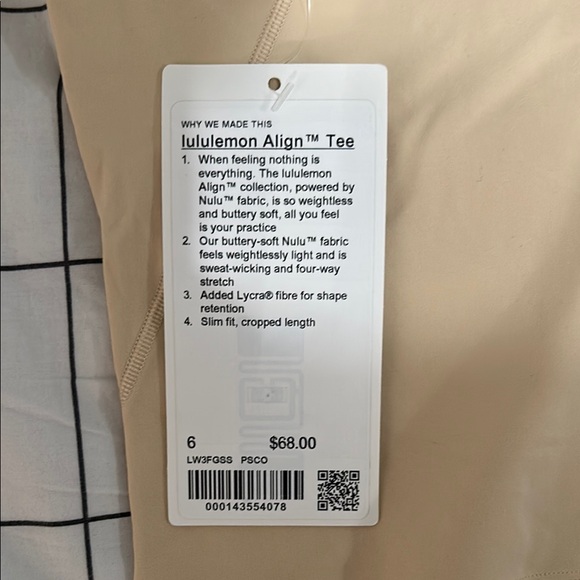 WHY WE MADE THIS
lululemon Align™ Tee
1. When feeling nothing is
everything. The lululemon
Align™ collection, powered by
Nulu™ fabric, is so weightless
and buttery soft, all you feel
is your practice
2. Our buttery-soft Nulu™ fabric
feels weightlessly light and is
sweat-wicking and four-way
stretch
3. Added Lycra® fibre for shape
retention
4. Slim fit, cropped length
6 $68.00
LW3FGSS PSCO
000143554078